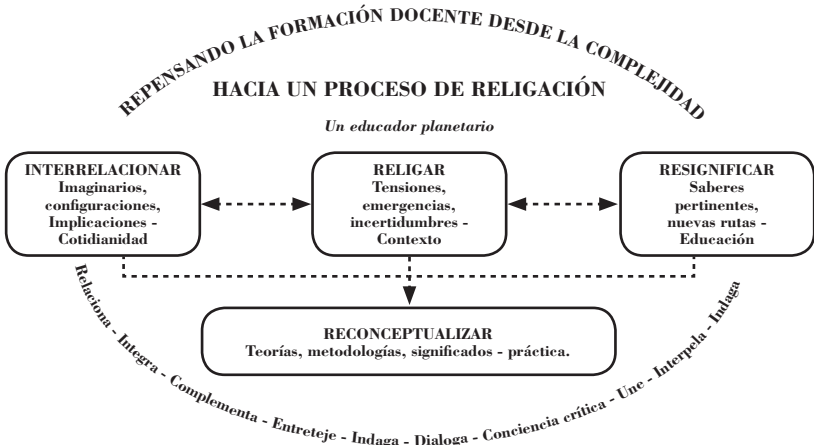 REPENSANDO LA FORMACIÓN DOCENTE DESDE LA COMPLEJIDAD
HACIA UN PROCESO DE RELIGACIÓN
Un educador planetario
INTERRELACIONAR
Imaginarios,
configuraciones,
Implicaciones -
Cotidianidad
RELIGAR
Tensiones,
emergencias,
incertidumbres -
Contexto
RESIGNIFICAR
Saberes
pertinentes,
nuevas rutas -
Educación
RECONCEPTUALIZAR
Teorías, metodologías, significados - práctica.
Relaciona - Integra - Complementa - Entreteje - Indaga - Dialoga - Conciencia crítica - Une - Interpela - Indaga